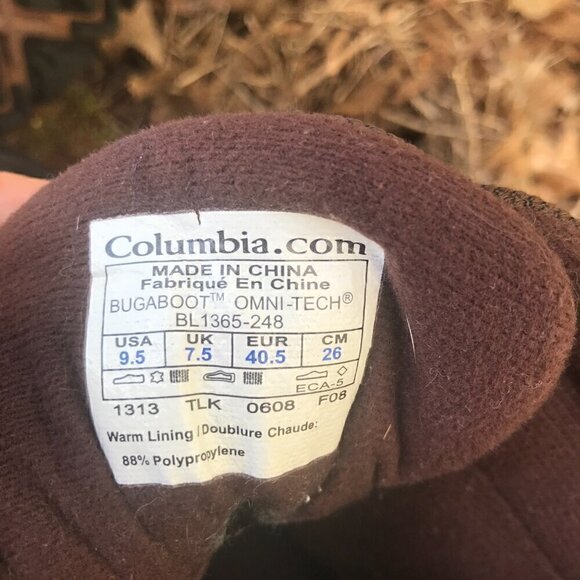 Columbia.com
MADE IN CHINA
Fabriqué En Chine
BUGABOOT™ OMNI-TECH®
BL1365-248
USA UK EUR CM
9.5 7.5 40.5 26
ECA-5
1313 TLK 0608 F08
Warm Lining/Doublure Chaude:
88% Polypropylene